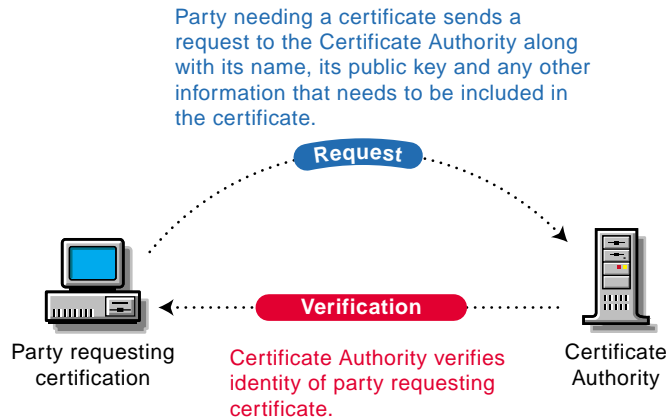 Party needing a certificate sends a
request to the Certificate Authority along
with its name, its public key and any other
information that needs to be included in
the certificate.
Request
Verification
Party requesting
certification
Certificate Authority verifies
identity of party requesting
certificate.
Certificate
Authority